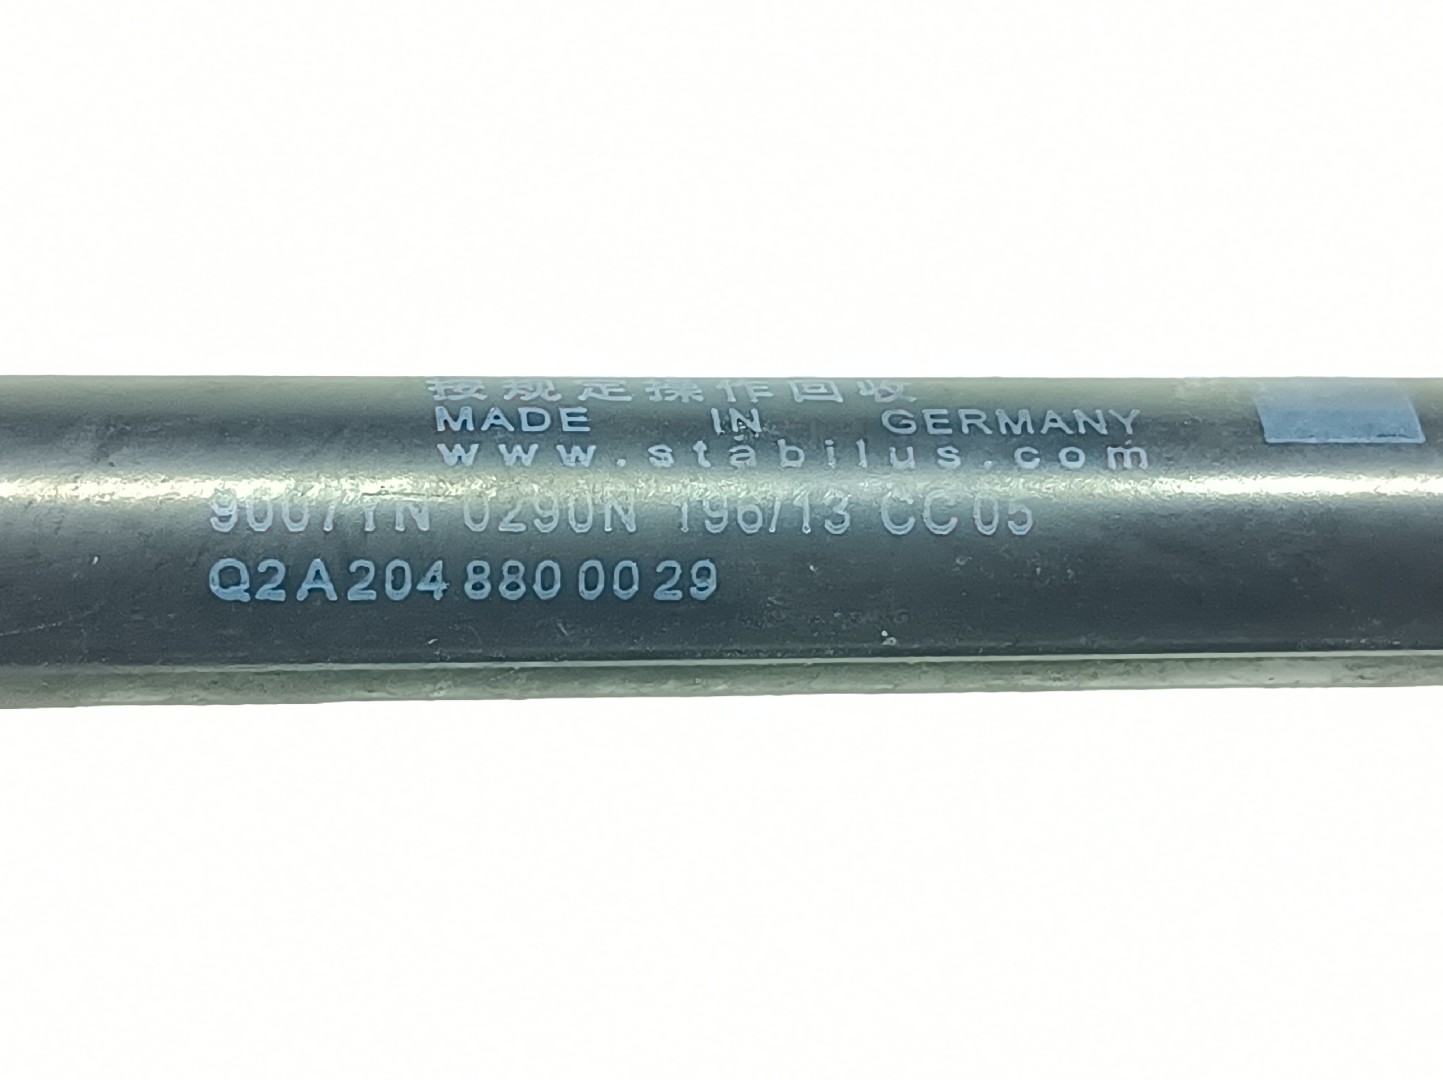 按规定操作回收
MADE IN GERMANY
www.stabilus.com
9007YN 0290N 196/13 CC05
Q2A204 880 00 29